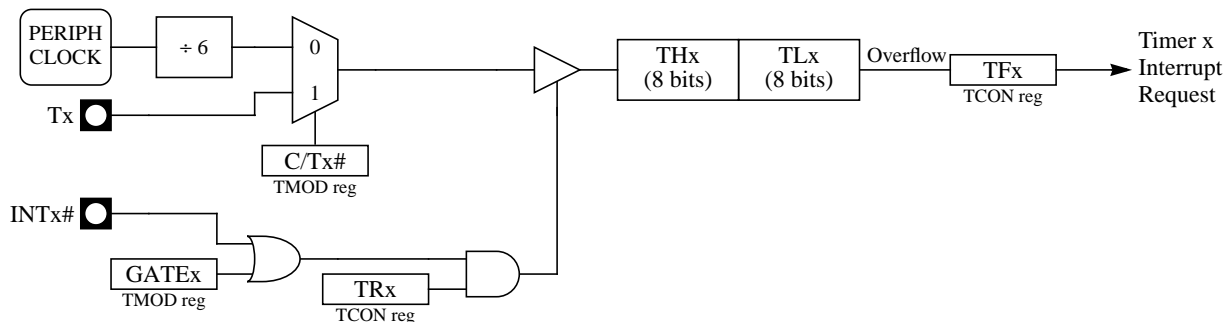 PERIPH
CLOCK
÷ 6
0
1
Tx
C/Tx#
TMOD reg
THx
(8 bits)
TLx
(8 bits)
Overflow
TFx
TCON reg
Timer x
Interrupt
Request
INTx#
GATEx
TMOD reg
TRx
TCON reg